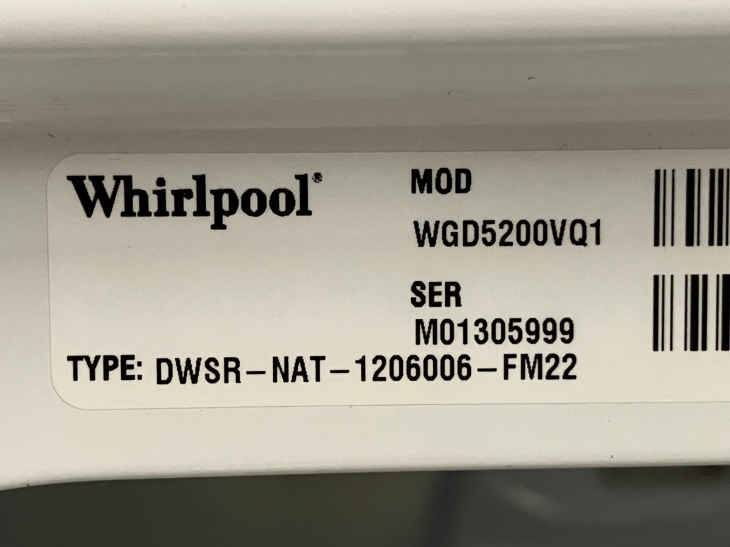 Whirlpool®
MOD
WGD5200VQ1
SER
M01305999
TYPE: DWSR-NAT-1206006-FM22